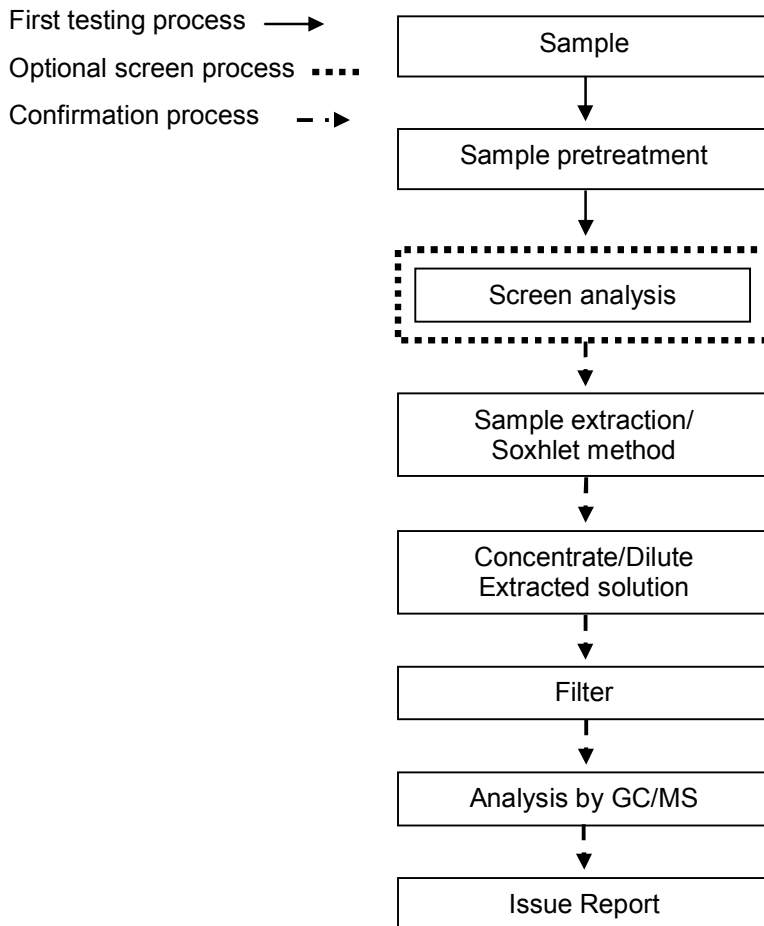 First testing process
Optional screen process
Confirmation process
Sample
Sample pretreatment
Screen analysis
Sample extraction/
Soxhlet method
Concentrate/Dilute
Extracted solution
Filter
Analysis by GC/MS
Issue Report